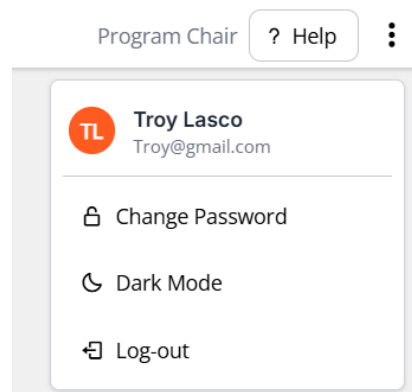 Program Chair ? Help
TL
Troy Lasco
Troy@gmail.com
Change Password
Dark Mode
Log-out